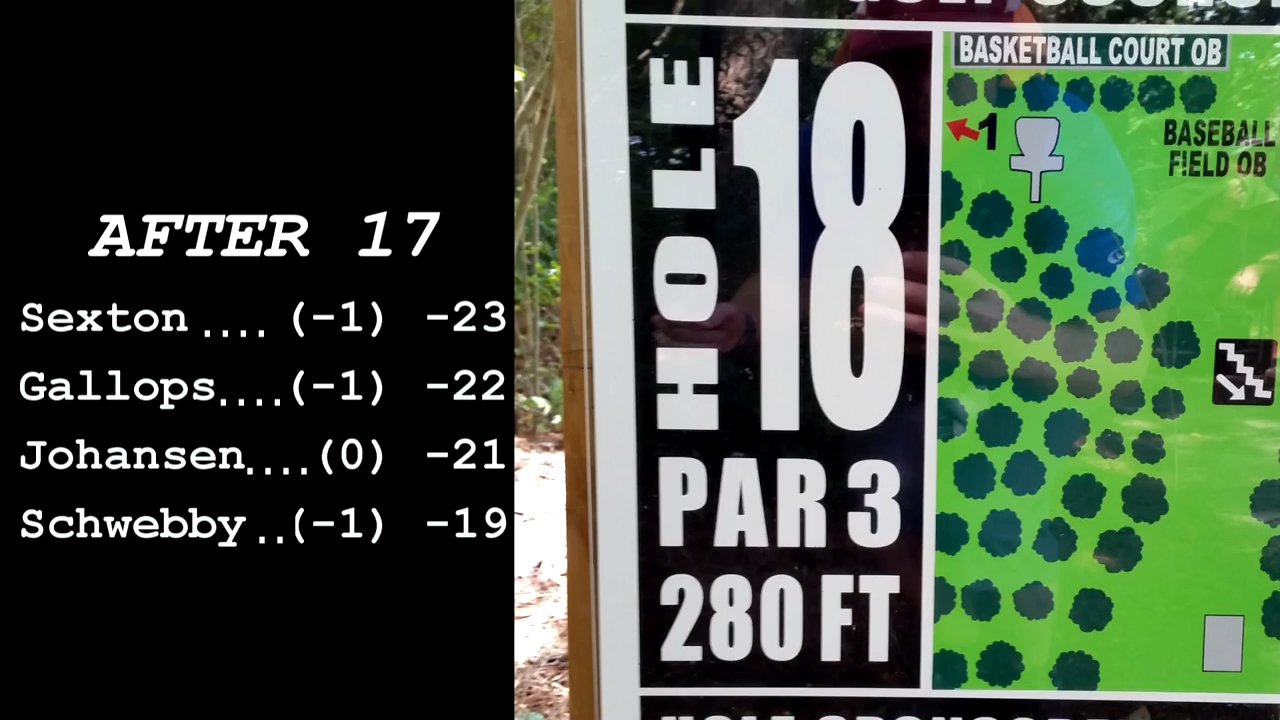 AFTER 17
Sexton .... (-1) -23
Gallops....(-1) -22
Johansen....(0) -21
Schwebby ..(-1) -19
HOLE
18
PAR 3
280 FT
BASKETBALL COURT OB
1
BASEBALL
FIELD OB